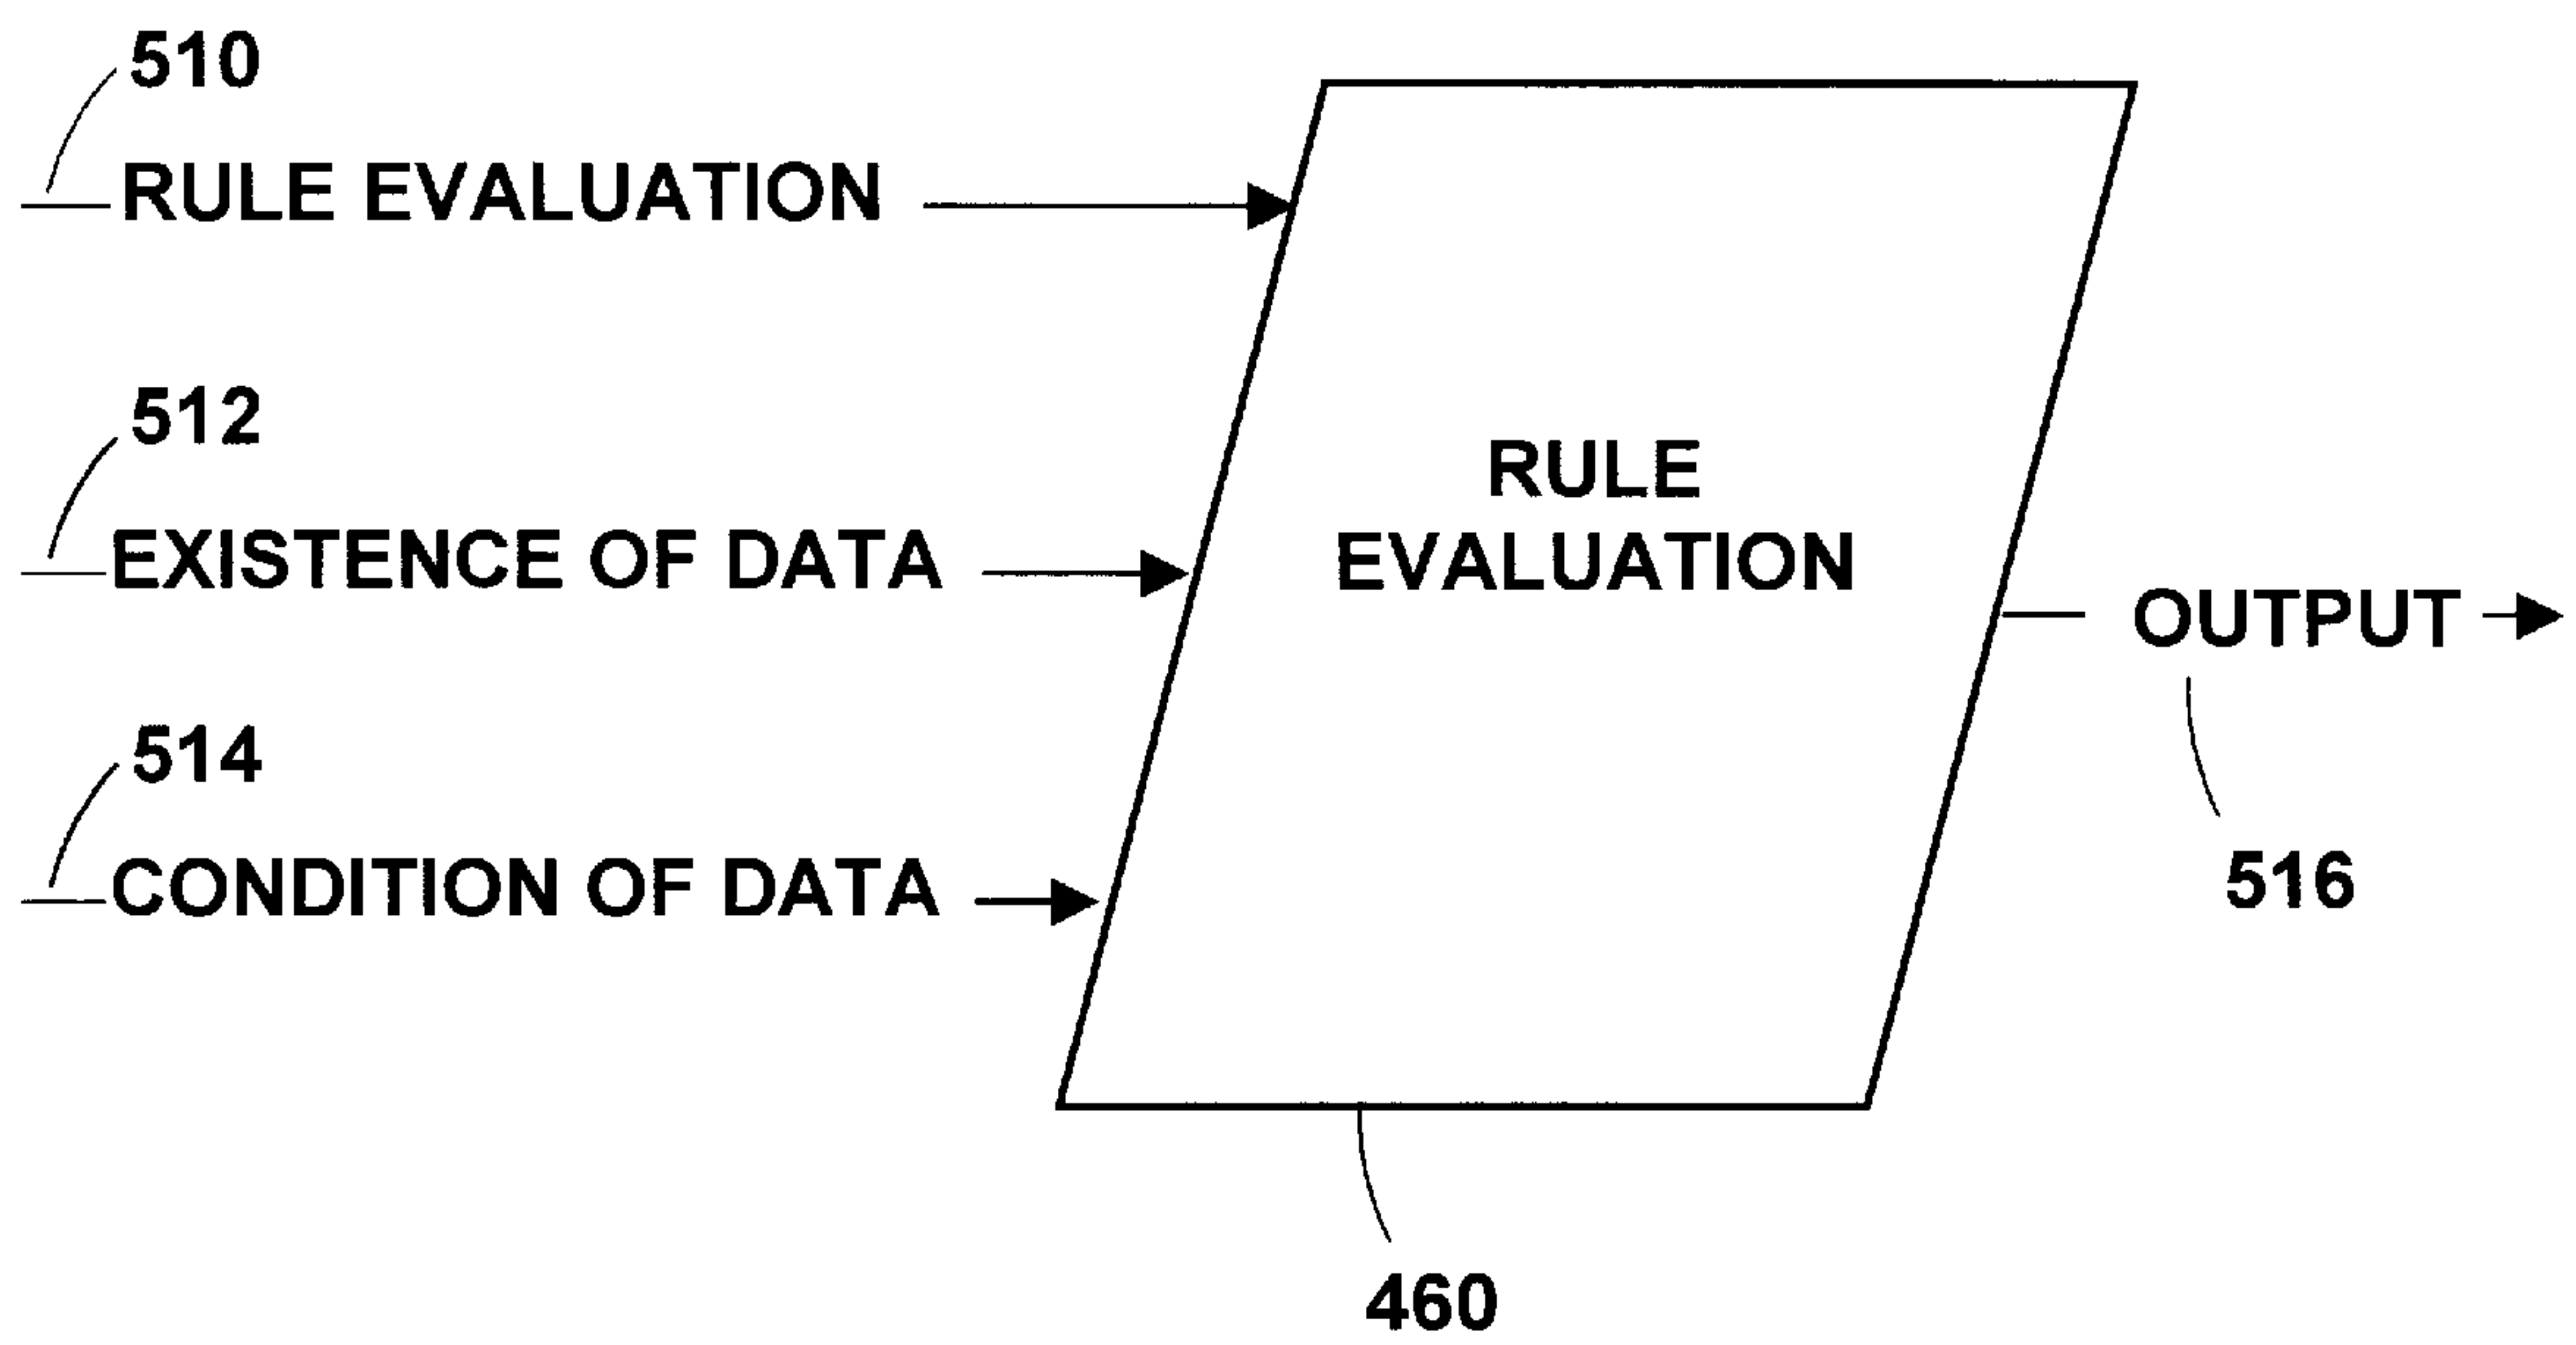 510
RULE EVALUATION
512
EXISTENCE OF DATA
514
CONDITION OF DATA
RULE
EVALUATION
OUTPUT
516
460